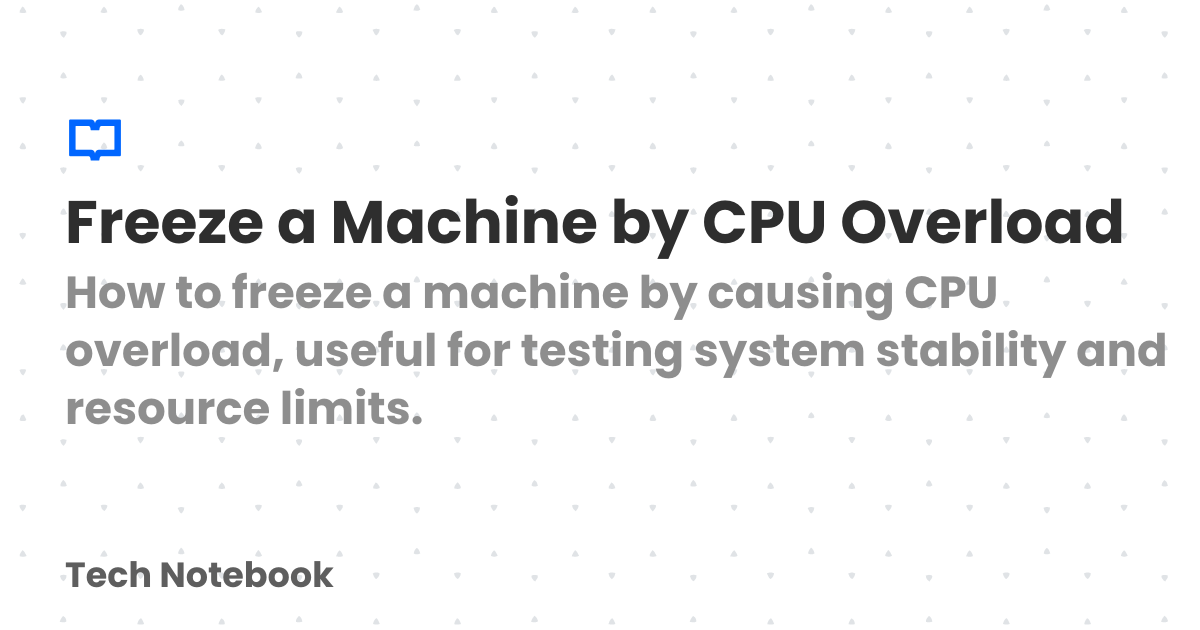 Freeze a Machine by CPU Overload
How to freeze a machine by causing CPU
overload, useful for testing system stability and
resource limits.
Tech Notebook